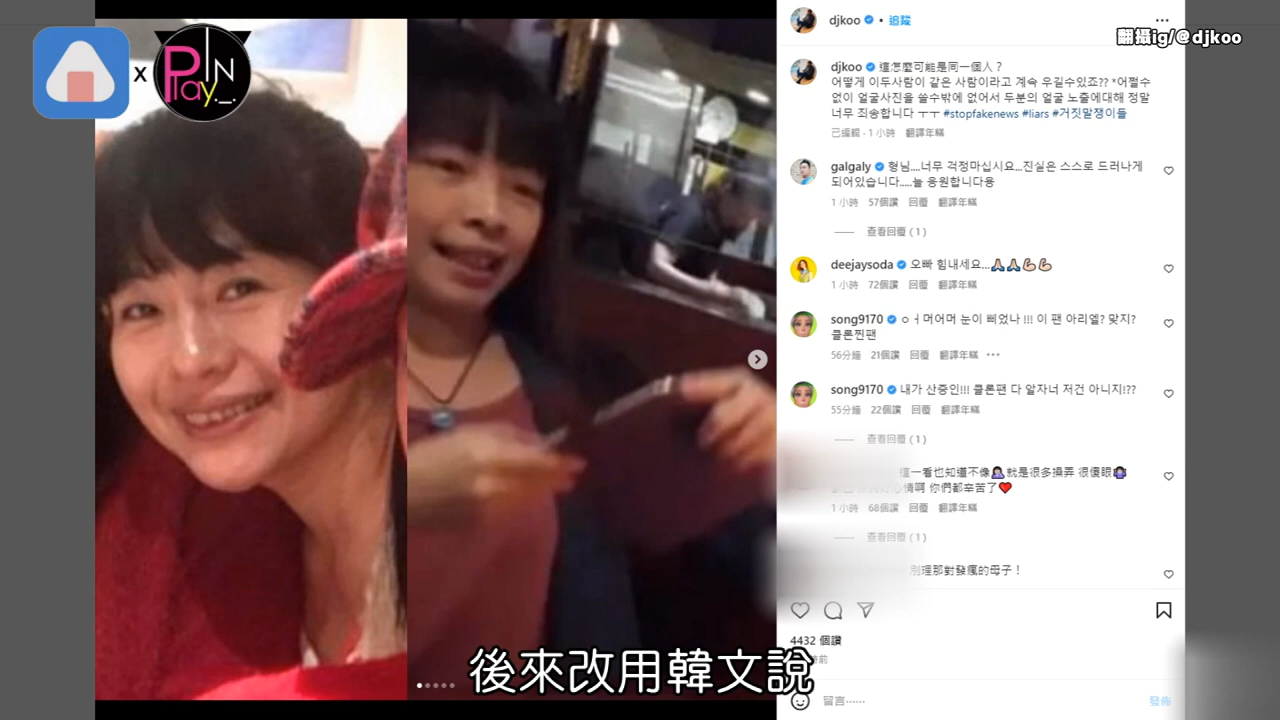 x
PIN
Play._.
djkoo • 追蹤
翻攝ig/@djkoo
djkoo 這怎麼可能是同一個人？
어떻게 이두사람이 같은 사람이라고 계속 우길수있죠?? *어쩔수
없이 얼굴사진을 쓸수밖에 없어서 두분의 얼굴 노출에대해 정말
너무 죄송합니다 ㅜㅜ #stopfakenews #liars #거짓말쟁이들
已編輯 · 1 小時 翻譯年糕
galgaly 형님....너무 걱정마십시요...진실은 스스로 드러나게
되어있습니다.....늘 응원합니다용
1 小時 57個讚 回覆 翻譯年糕
查看回覆 ( 1 )
deejaysoda 오빠 힘내세요...🙏🏻🙏🏻💪🏻💪🏻
1 小時 72個讚 回覆 翻譯年糕
song9170 ㅇㅓ머어머 눈이 삐었나 !!! 이 팬 아리엘? 맞지?
클론찐팬
56分鐘 21個讚 回覆 翻譯年糕 •••
song9170 내가 산증인!!! 클론팬 다 알자너 저건 아니지!??
55分鐘 22個讚 回覆 翻譯年糕
查看回覆 ( 1 )
這一看也知道不像🤦🏻‍♀️就是很多操弄 很傻眼🤷🏻‍♀️
情啊 你們都辛苦了❤️
1 小時 68個讚 回覆 翻譯年糕
查看回覆 ( 1 )
別理那對發瘋的母子！
4432 個讚
前
留言⋯⋯ 發佈
後來改用韓文說